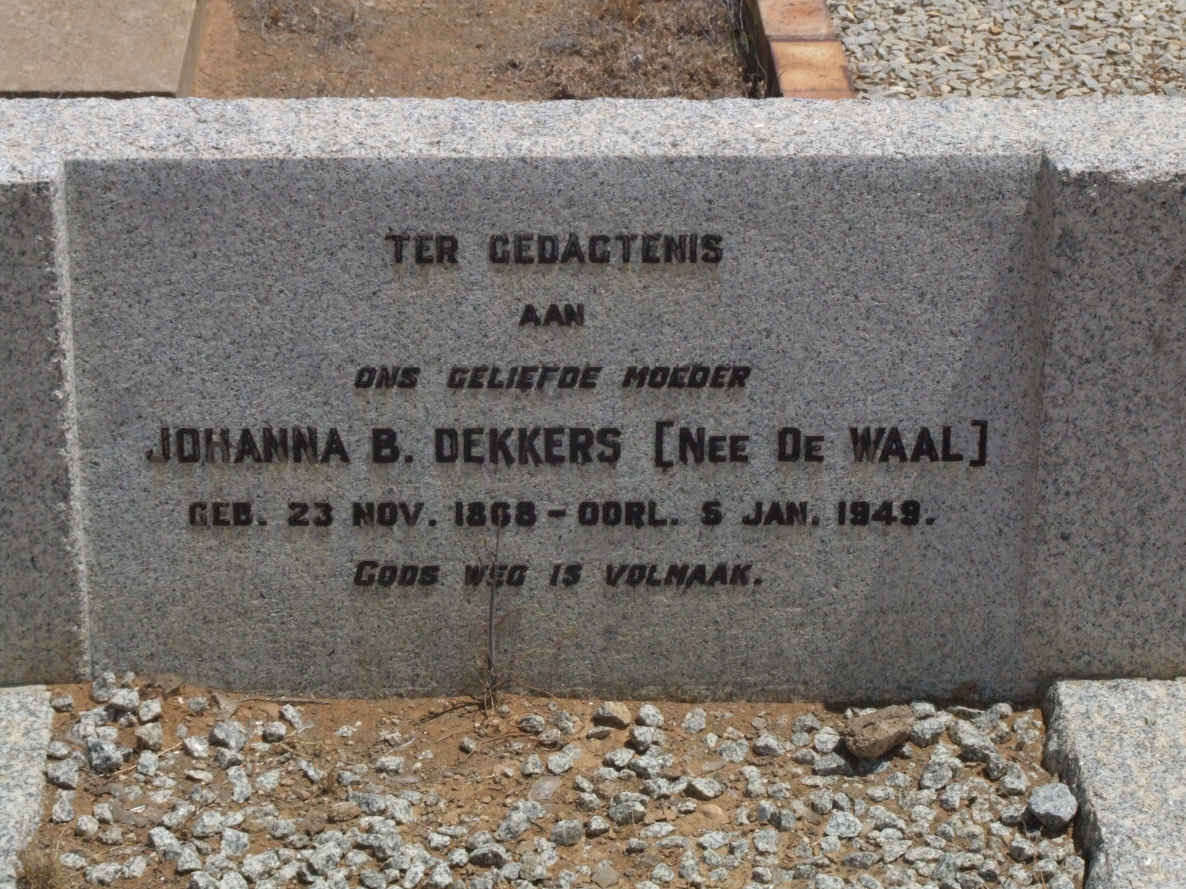 TER GEDAGTENIS
AAN
ONS GELIEFDE MOEDER
JOHANNA B. DEKKERS [NEE DE WAAL]
GEB. 23 NOV. 1868 - OORL. 5 JAN. 1949.
GODS WEG IS VOLMAAK.